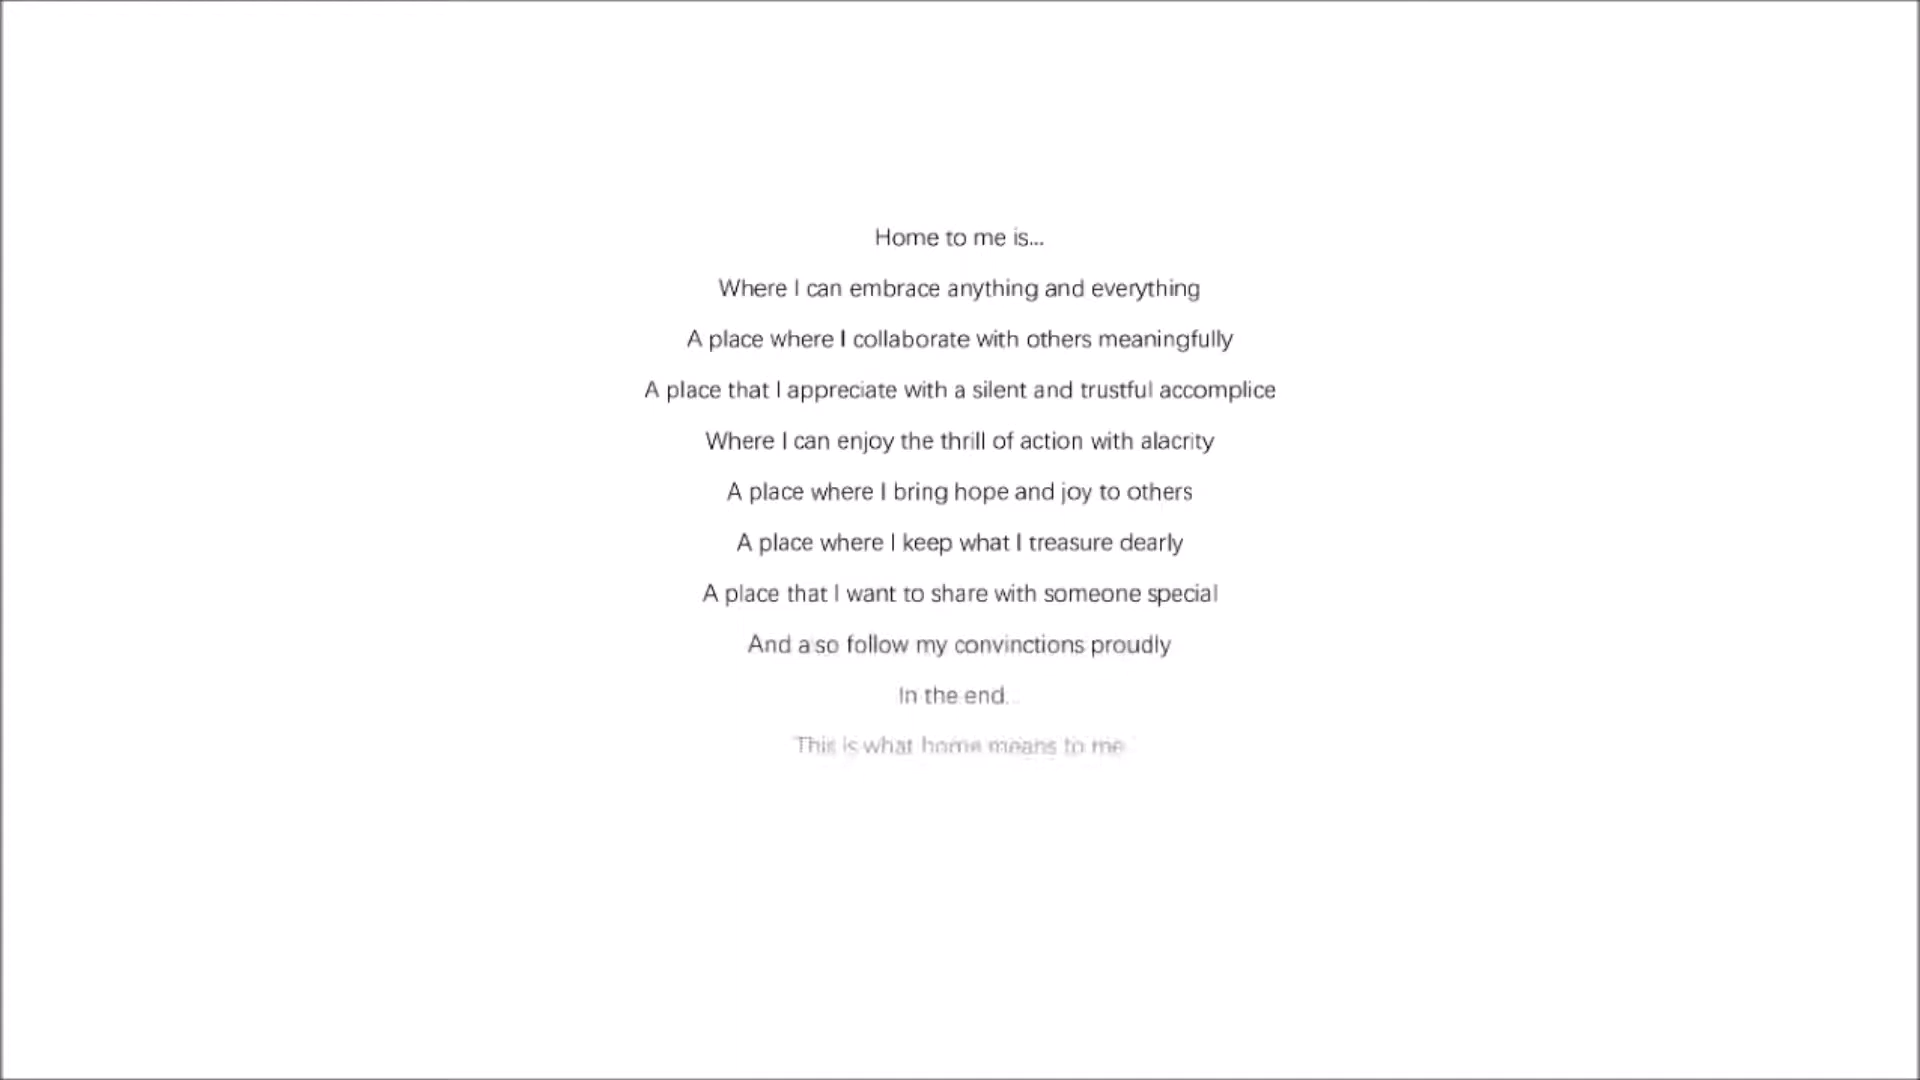 Home to me is...
Where I can embrace anything and everything
A place where I collaborate with others meaningfully
A place that I appreciate with a silent and trustful accomplice
Where I can enjoy the thrill of action with alacrity
A place where I bring hope and joy to others
A place where I keep what I treasure dearly
A place that I want to share with someone special
And also follow my convinctions proudly
In the end..
This is what home means to me